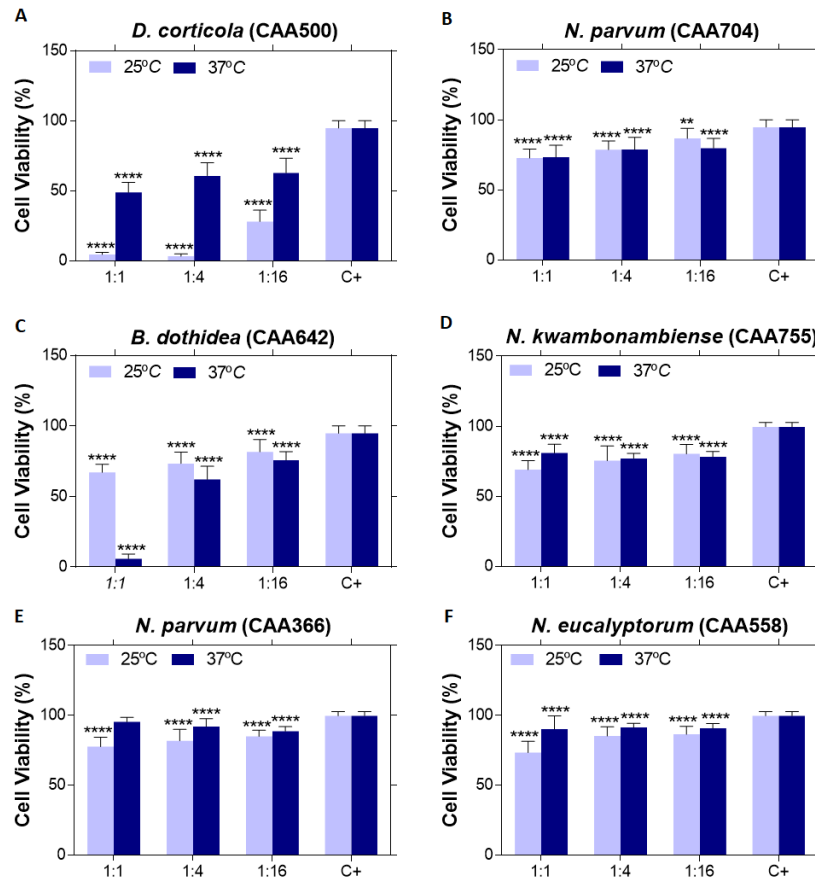 A
D. corticola (CAA500)
150
100
50
0
Cell Viability (%)
25ºC
37ºC
**** **** **** **** **** ****
1:1 1:4 1:16 C+
B
N. parvum (CAA704)
150
100
50
0
Cell Viability (%)
25ºC
37ºC
**** **** **** **** ** ****
1:1 1:4 1:16 C+
C
B. dothidea (CAA642)
150
100
50
0
Cell Viability (%)
25ºC
37ºC
**** **** **** **** **** ****
1:1 1:4 1:16 C+
D
N. kwambonambiense (CAA755)
150
100
50
0
Cell Viability (%)
25ºC
37ºC
**** **** **** **** **** ****
1:1 1:4 1:16 C+
E
N. parvum (CAA366)
150
100
50
0
Cell Viability (%)
25ºC
37ºC
**** **** **** **** ****
1:1 1:4 1:16 C+
F
N. eucalyptorum (CAA558)
150
100
50
0
Cell Viability (%)
25ºC
37ºC
**** **** **** **** **** ****
1:1 1:4 1:16 C+